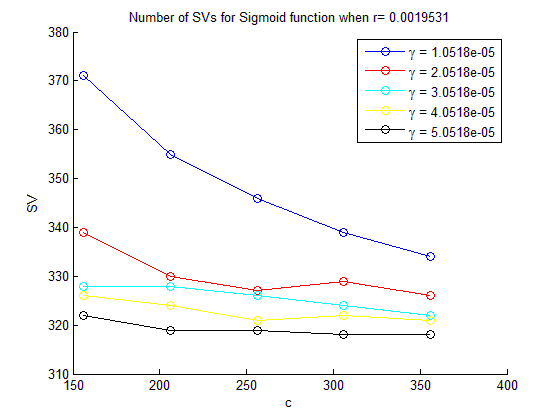 Number of SVs for Sigmoid function when r= 0.0019531
380
370
360
350
340
330
320
310
SV
150
200
250
300
350
400
c
γ = 1.0518e-05
γ = 2.0518e-05
γ = 3.0518e-05
γ = 4.0518e-05
γ = 5.0518e-05